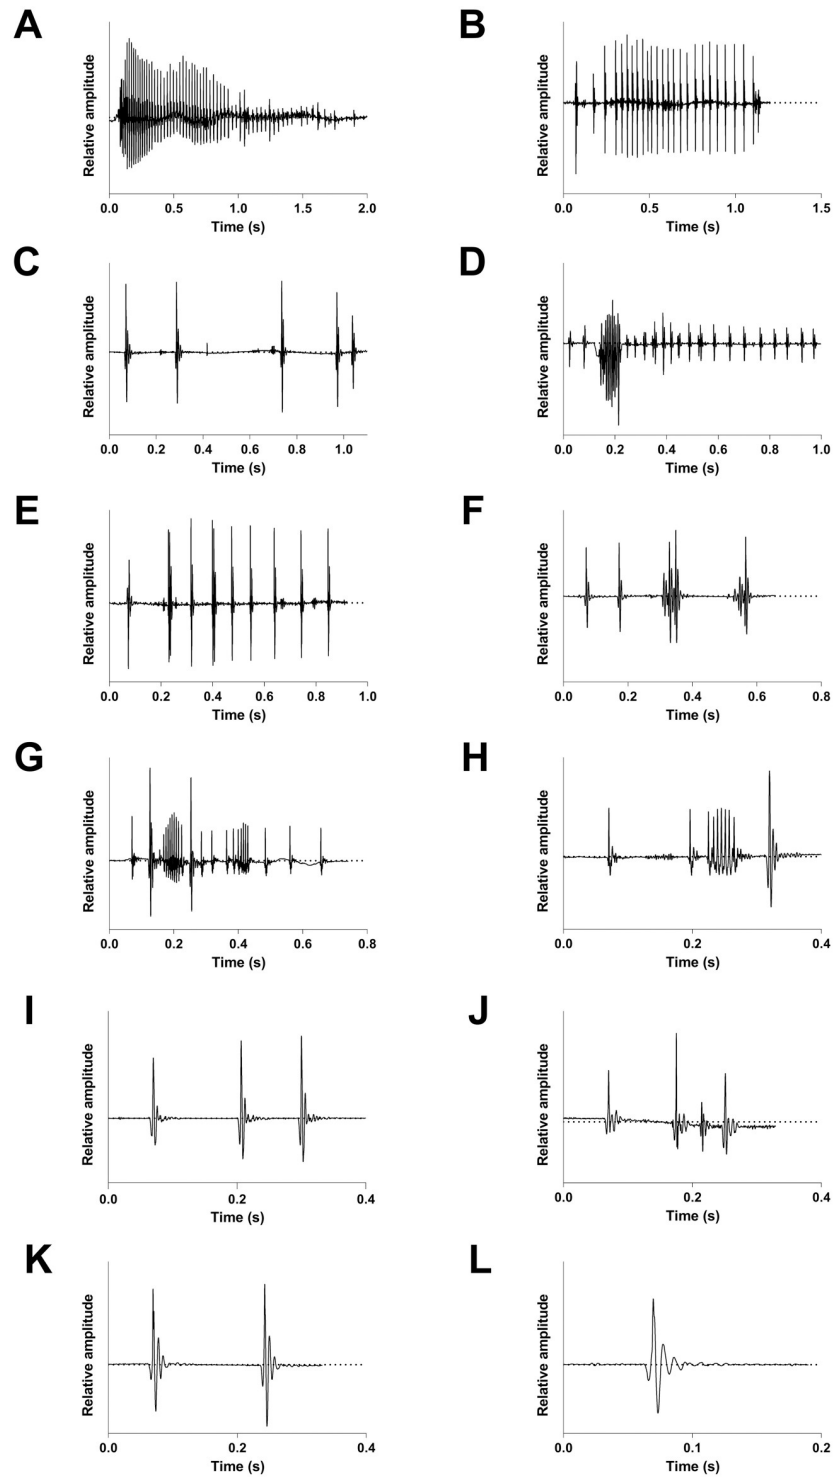 A
Relative amplitude
0.0 0.5 1.0 1.5 2.0
Time (s)
B
Relative amplitude
0.0 0.5 1.0 1.5
Time (s)
C
Relative amplitude
0.0 0.2 0.4 0.6 0.8 1.0
Time (s)
D
Relative amplitude
0.0 0.2 0.4 0.6 0.8 1.0
Time (s)
E
Relative amplitude
0.0 0.2 0.4 0.6 0.8 1.0
Time (s)
F
Relative amplitude
0.0 0.2 0.4 0.6 0.8
Time (s)
G
Relative amplitude
0.0 0.2 0.4 0.6 0.8
Time (s)
H
Relative amplitude
0.0 0.2 0.4
Time (s)
I
Relative amplitude
0.0 0.2 0.4
Time (s)
J
Relative amplitude
0.0 0.2 0.4
Time (s)
K
Relative amplitude
0.0 0.2 0.4
Time (s)
L
Relative amplitude
0.0 0.1 0.2
Time (s)